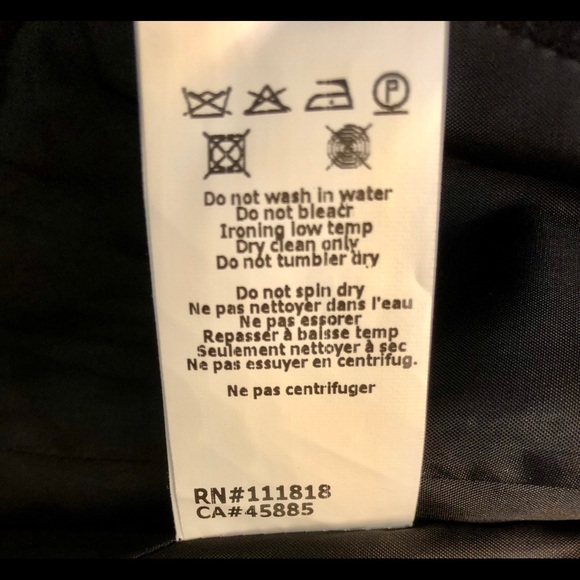 P
Do not wash in water
Do not bleacr
Ironing low temp
Dry clean only
Do not tumbler dry
Do not spin dry
Ne pas nettoyer dans l'eau
Ne pas essorer
Repasser à baisse temp
Seulement nettoyer à sec
Ne pas essuyer en centrifug.
Ne pas centrifuger
RN#111818
CA#45885